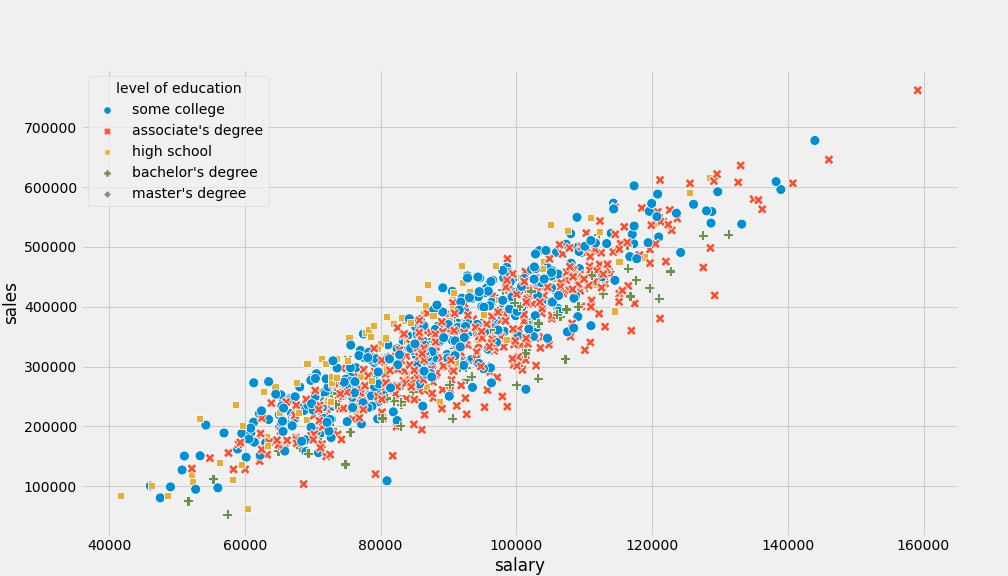 level of education
some college
associate's degree
high school
bachelor's degree
master's degree
700000
600000
500000
400000
300000
200000
100000
sales
40000 60000 80000 100000 120000 140000 160000
salary